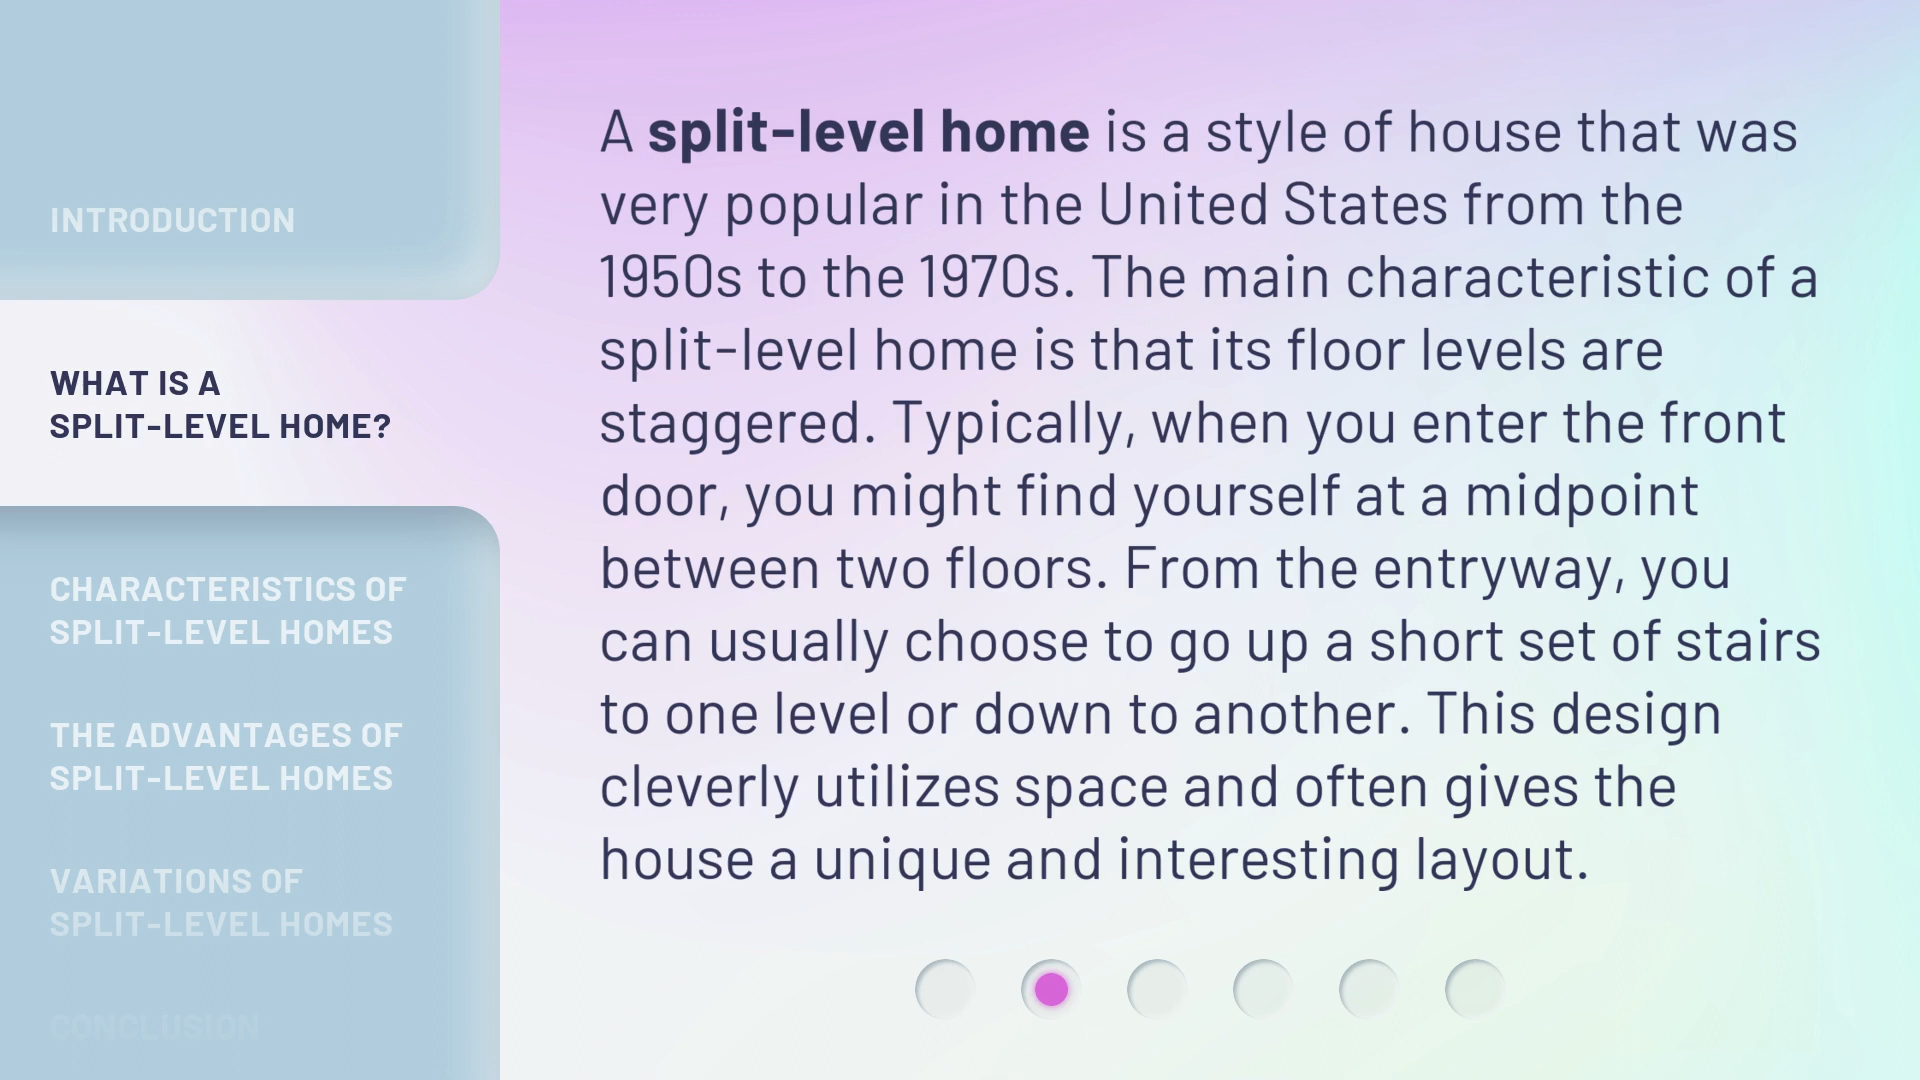 INTRODUCTION
WHAT IS A
SPLIT-LEVEL HOME?
CHARACTERISTICS OF
SPLIT-LEVEL HOMES
THE ADVANTAGES OF
SPLIT-LEVEL HOMES
VARIATIONS OF
SPLIT-LEVEL HOMES
CONCLUSION
A split-level home is a style of house that was
very popular in the United States from the
1950s to the 1970s. The main characteristic of a
split-level home is that its floor levels are
staggered. Typically, when you enter the front
door, you might find yourself at a midpoint
between two floors. From the entryway, you
can usually choose to go up a short set of stairs
to one level or down to another. This design
cleverly utilizes space and often gives the
house a unique and interesting layout.